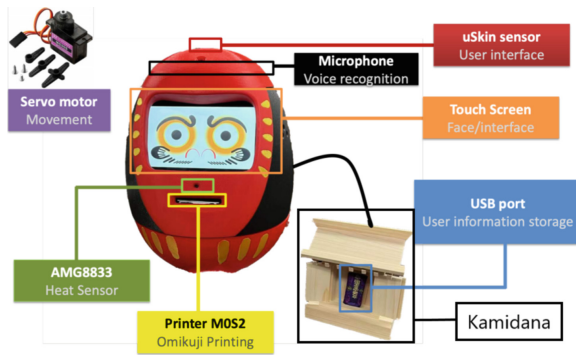 uSkin sensor
User interface
Microphone
Voice recognition
Servo motor
Movement
Touch Screen
Face/interface
USB port
User information storage
AMG8833
Heat Sensor
Printer M0S2
Omikuji Printing
Kamidana